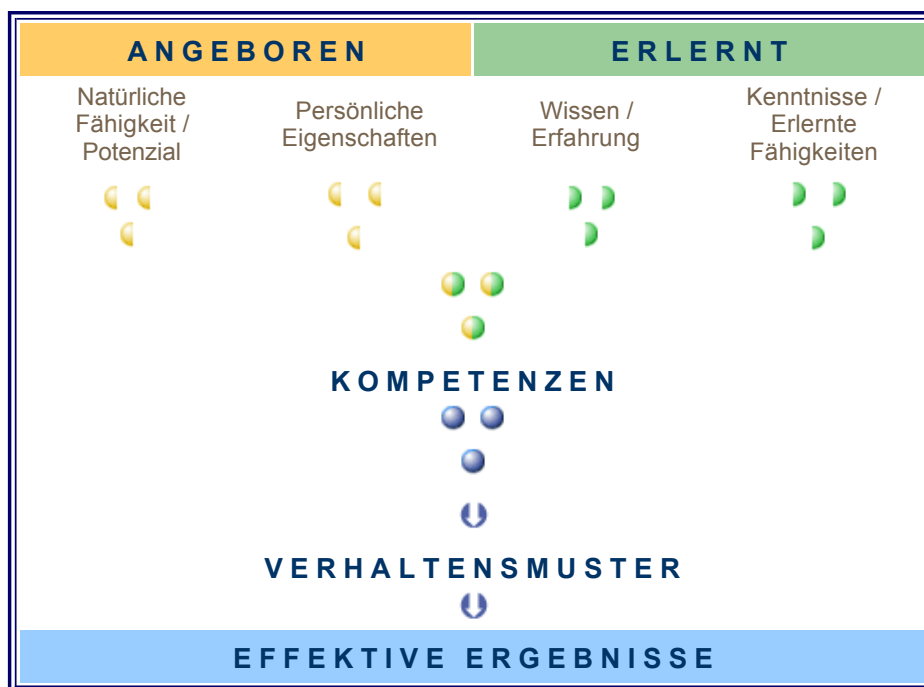 ANGEBOREN
ERLERNT
Natürliche
Fähigkeit /
Potenzial
Persönliche
Eigenschaften
Wissen /
Erfahrung
Kenntnisse /
Erlernte
Fähigkeiten
KOMPETENZEN
VERHALTENSMUSTER
EFFEKTIVE ERGEBNISSE